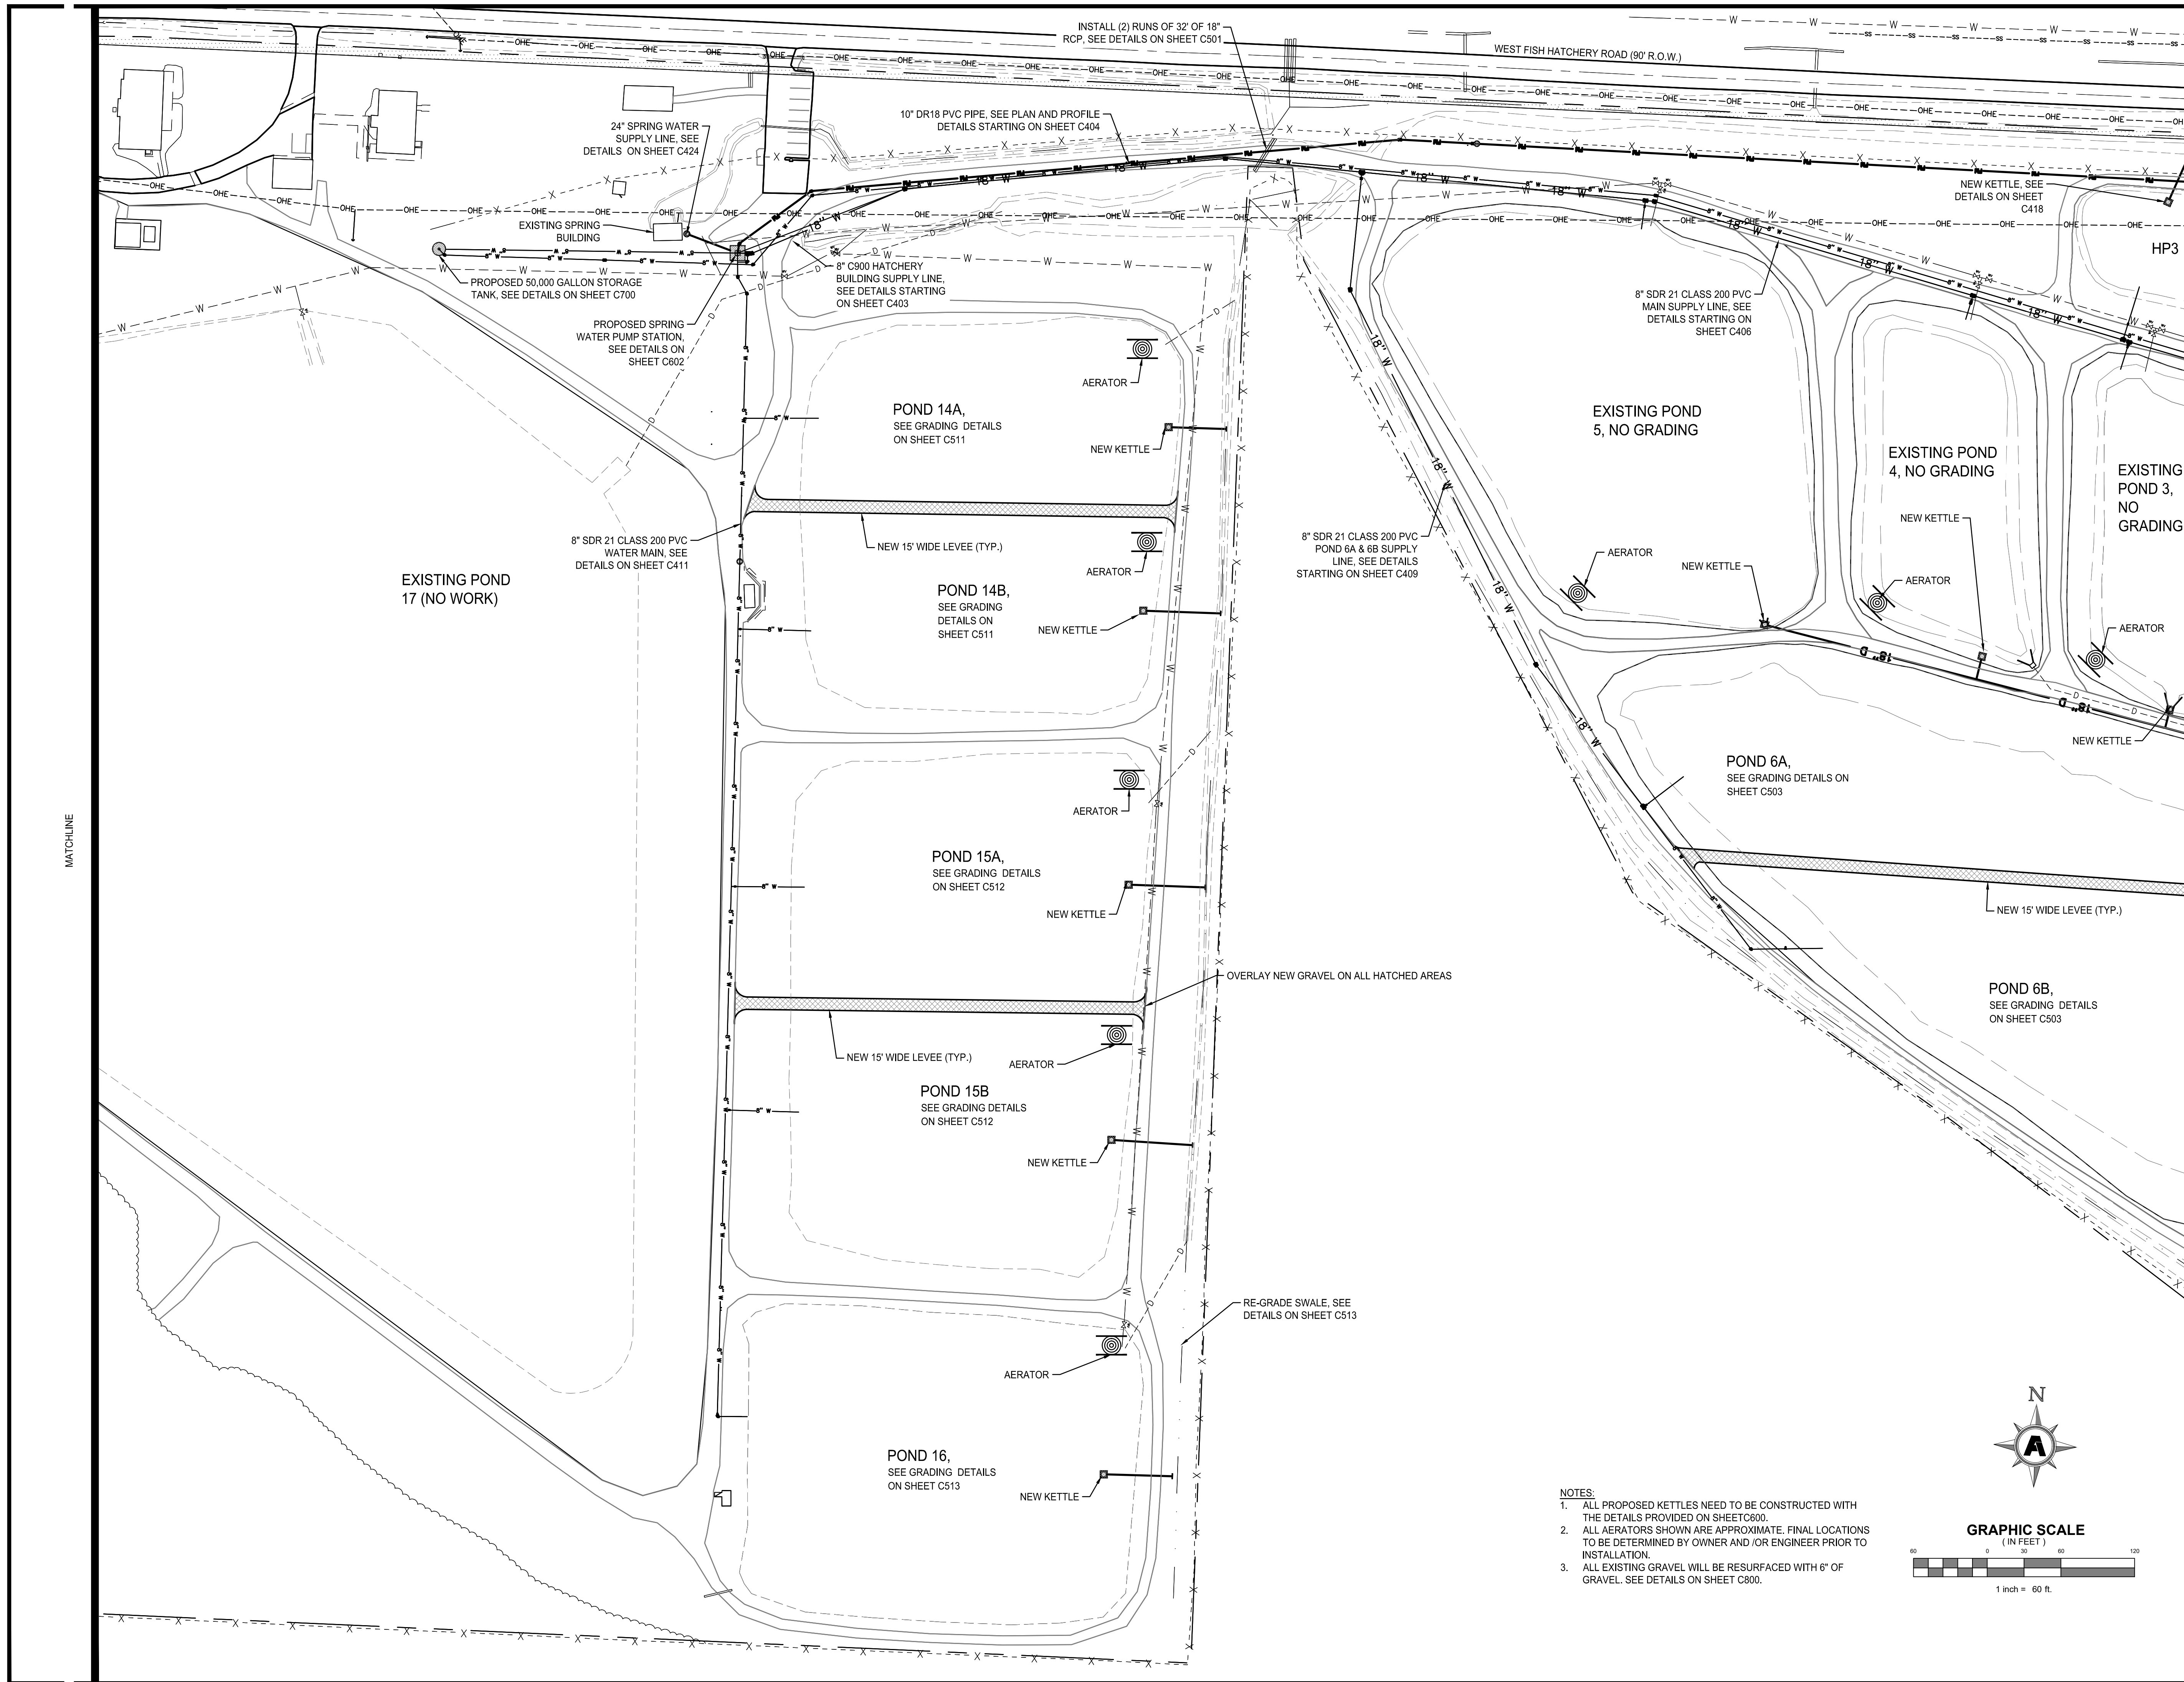 INSTALL (2) RUNS OF 32' OF 18"
RCP, SEE DETAILS ON SHEET C501
WEST FISH HATCHERY ROAD (90' R.O.W.)
10" DR18 PVC PIPE, SEE PLAN AND PROFILE
DETAILS STARTING ON SHEET C404
24" SPRING WATER
SUPPLY LINE, SEE
DETAILS ON SHEET C424
NEW KETTLE, SEE
DETAILS ON SHEET
C418
HP3
EXISTING SPRING
BUILDING
PROPOSED 50,000 GALLON STORAGE
TANK, SEE DETAILS ON SHEET C700
8" C900 HATCHERY
BUILDING SUPPLY LINE,
SEE DETAILS STARTING
ON SHEET C403
PROPOSED SPRING
WATER PUMP STATION,
SEE DETAILS ON
SHEET C602
8" SDR 21 CLASS 200 PVC
MAIN SUPPLY LINE, SEE
DETAILS STARTING ON
SHEET C406
AERATOR
POND 14A,
SEE GRADING DETAILS
ON SHEET C511
NEW KETTLE
EXISTING POND
5, NO GRADING
EXISTING POND
4, NO GRADING
EXISTING
POND 3,
NO
GRADING
NEW KETTLE
8" SDR 21 CLASS 200 PVC
WATER MAIN, SEE
DETAILS ON SHEET C411
NEW 15' WIDE LEVEE (TYP.)
AERATOR
8" SDR 21 CLASS 200 PVC
POND 6A & 6B SUPPLY
LINE, SEE DETAILS
STARTING ON SHEET C409
AERATOR
NEW KETTLE
AERATOR
EXISTING POND
17 (NO WORK)
POND 14B,
SEE GRADING
DETAILS ON
SHEET C511
NEW KETTLE
AERATOR
18" D
18" D
NEW KETTLE
POND 6A,
SEE GRADING DETAILS ON
SHEET C503
AERATOR
MATCHLINE
POND 15A,
SEE GRADING DETAILS
ON SHEET C512
NEW KETTLE
NEW 15' WIDE LEVEE (TYP.)
OVERLAY NEW GRAVEL ON ALL HATCHED AREAS
POND 6B,
SEE GRADING DETAILS
ON SHEET C503
NEW 15' WIDE LEVEE (TYP.)
AERATOR
POND 15B
SEE GRADING DETAILS
ON SHEET C512
NEW KETTLE
RE-GRADE SWALE, SEE
DETAILS ON SHEET C513
AERATOR
POND 16,
SEE GRADING DETAILS
ON SHEET C513
NEW KETTLE
N
A
NOTES:
1. ALL PROPOSED KETTLES NEED TO BE CONSTRUCTED WITH
THE DETAILS PROVIDED ON SHEETC600.
2. ALL AERATORS SHOWN ARE APPROXIMATE. FINAL LOCATIONS
TO BE DETERMINED BY OWNER AND /OR ENGINEER PRIOR TO
INSTALLATION.
3. ALL EXISTING GRAVEL WILL BE RESURFACED WITH 6" OF
GRAVEL. SEE DETAILS ON SHEET C800.
GRAPHIC SCALE
( IN FEET )
60 0 30 60 120
1 inch = 60 ft.